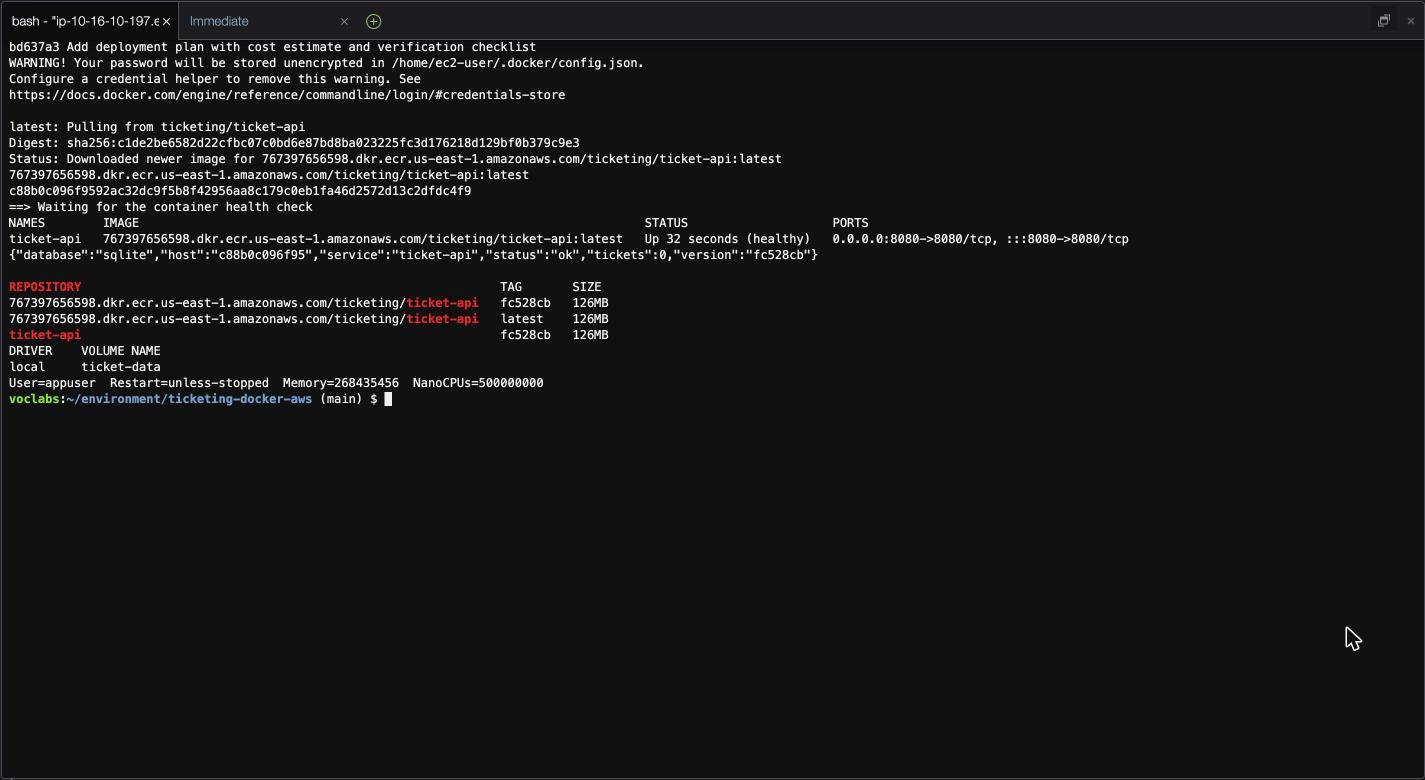 bash - "ip-10-16-10-197.e
Immediate
bd637a3 Add deployment plan with cost estimate and verification checklist
WARNING! Your password will be stored unencrypted in /home/ec2-user/.docker/config.json.
Configure a credential helper to remove this warning. See
https://docs.docker.com/engine/reference/commandline/login/#credentials-store
latest: Pulling from ticketing/ticket-api
Digest: sha256:c1de2be6582d22cfbc07c0bd6e87bd8ba023225fc3d176218d129bf0b379c9e3
Status: Downloaded newer image for 767397656598.dkr.ecr.us-east-1.amazonaws.com/ticketing/ticket-api:latest
767397656598.dkr.ecr.us-east-1.amazonaws.com/ticketing/ticket-api:latest
c88b0c096f9592ac32dc9f5b8f42956aa8c179c0eb1fa46d2572d13c2dfdc4f9
==> Waiting for the container health check
NAMES IMAGE STATUS PORTS
ticket-api 767397656598.dkr.ecr.us-east-1.amazonaws.com/ticketing/ticket-api:latest Up 32 seconds (healthy) 0.0.0.0:8080->8080/tcp, :::8080->8080/tcp
{"database":"sqlite","host":"c88b0c096f95","service":"ticket-api","status":"ok","tickets":0,"version":"fc528cb"}
REPOSITORY TAG SIZE
767397656598.dkr.ecr.us-east-1.amazonaws.com/ticketing/ticket-api fc528cb 126MB
767397656598.dkr.ecr.us-east-1.amazonaws.com/ticketing/ticket-api latest 126MB
ticket-api fc528cb 126MB
DRIVER VOLUME NAME
local ticket-data
User=appuser Restart=unless-stopped Memory=268435456 NanoCPUs=500000000
voclabs:~/environment/ticketing-docker-aws (main) $